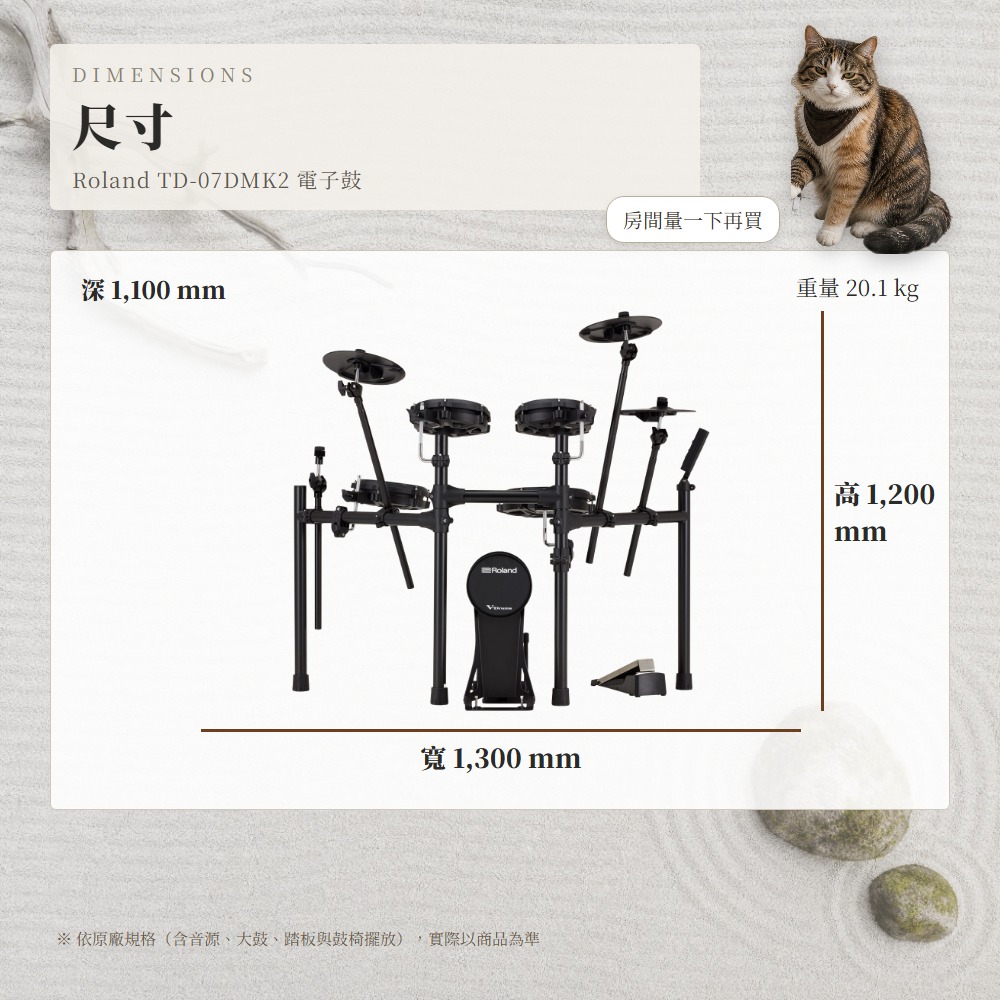 DIMENSIONS
尺寸
Roland TD-07DMK2 電子鼓
房間量一下再買
深 1,100 mm
重量 20.1 kg
高 1,200
mm
Roland
V-Drums
寬 1,300 mm
※ 依原廠規格（含音源、大鼓、踏板與鼓椅擺放），實際以商品為準